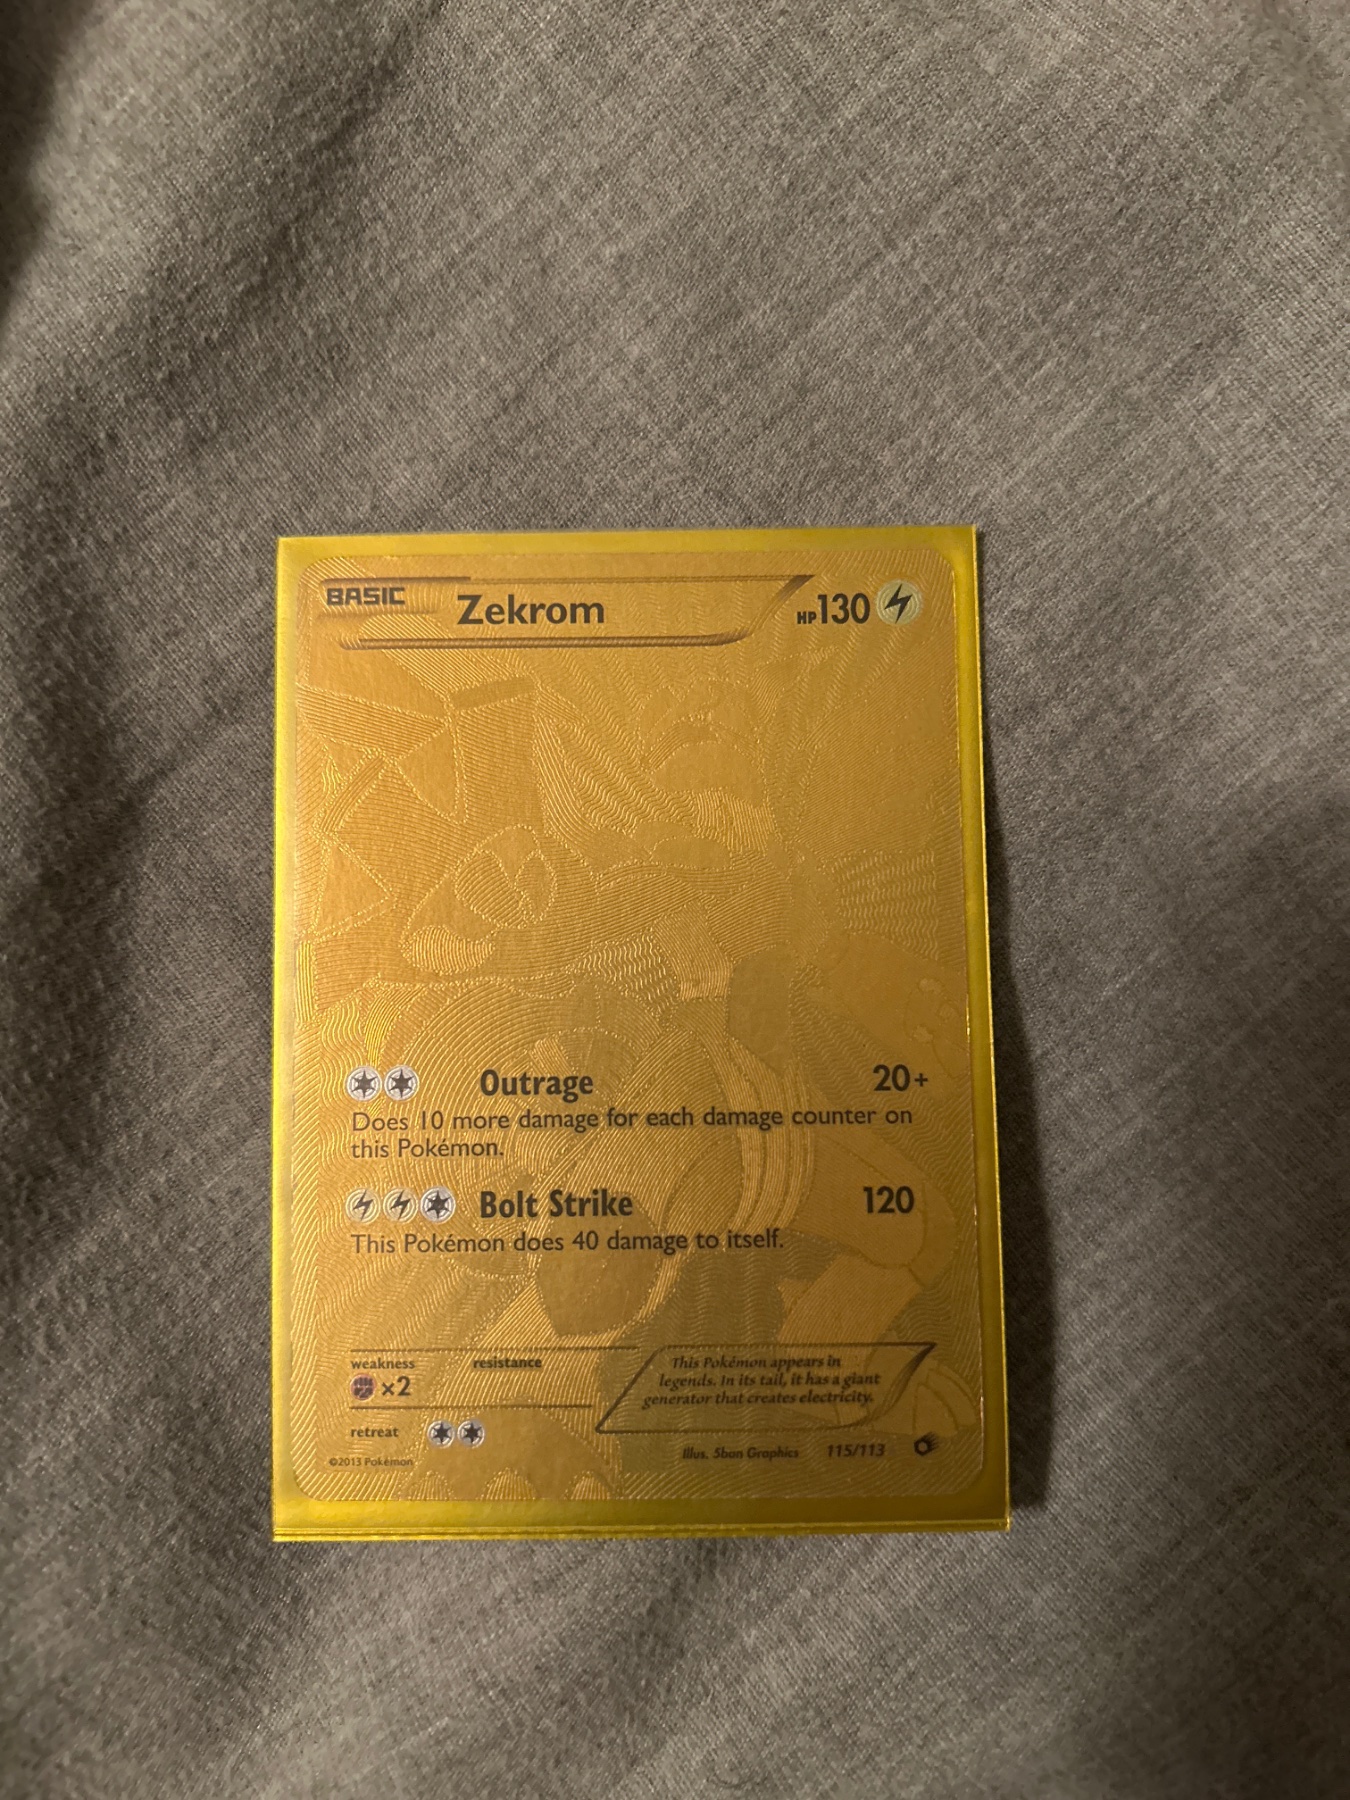 BASIC Zekrom HP130
Outrage 20+
Does 10 more damage for each damage counter on
this Pokémon.
Bolt Strike 120
This Pokémon does 40 damage to itself.
weakness resistance
×2
This Pokémon appears in
legends. In its tail, it has a giant
generator that creates electricity.
retreat
Illus. 5ban Graphics 115/113
©2013 Pokémon